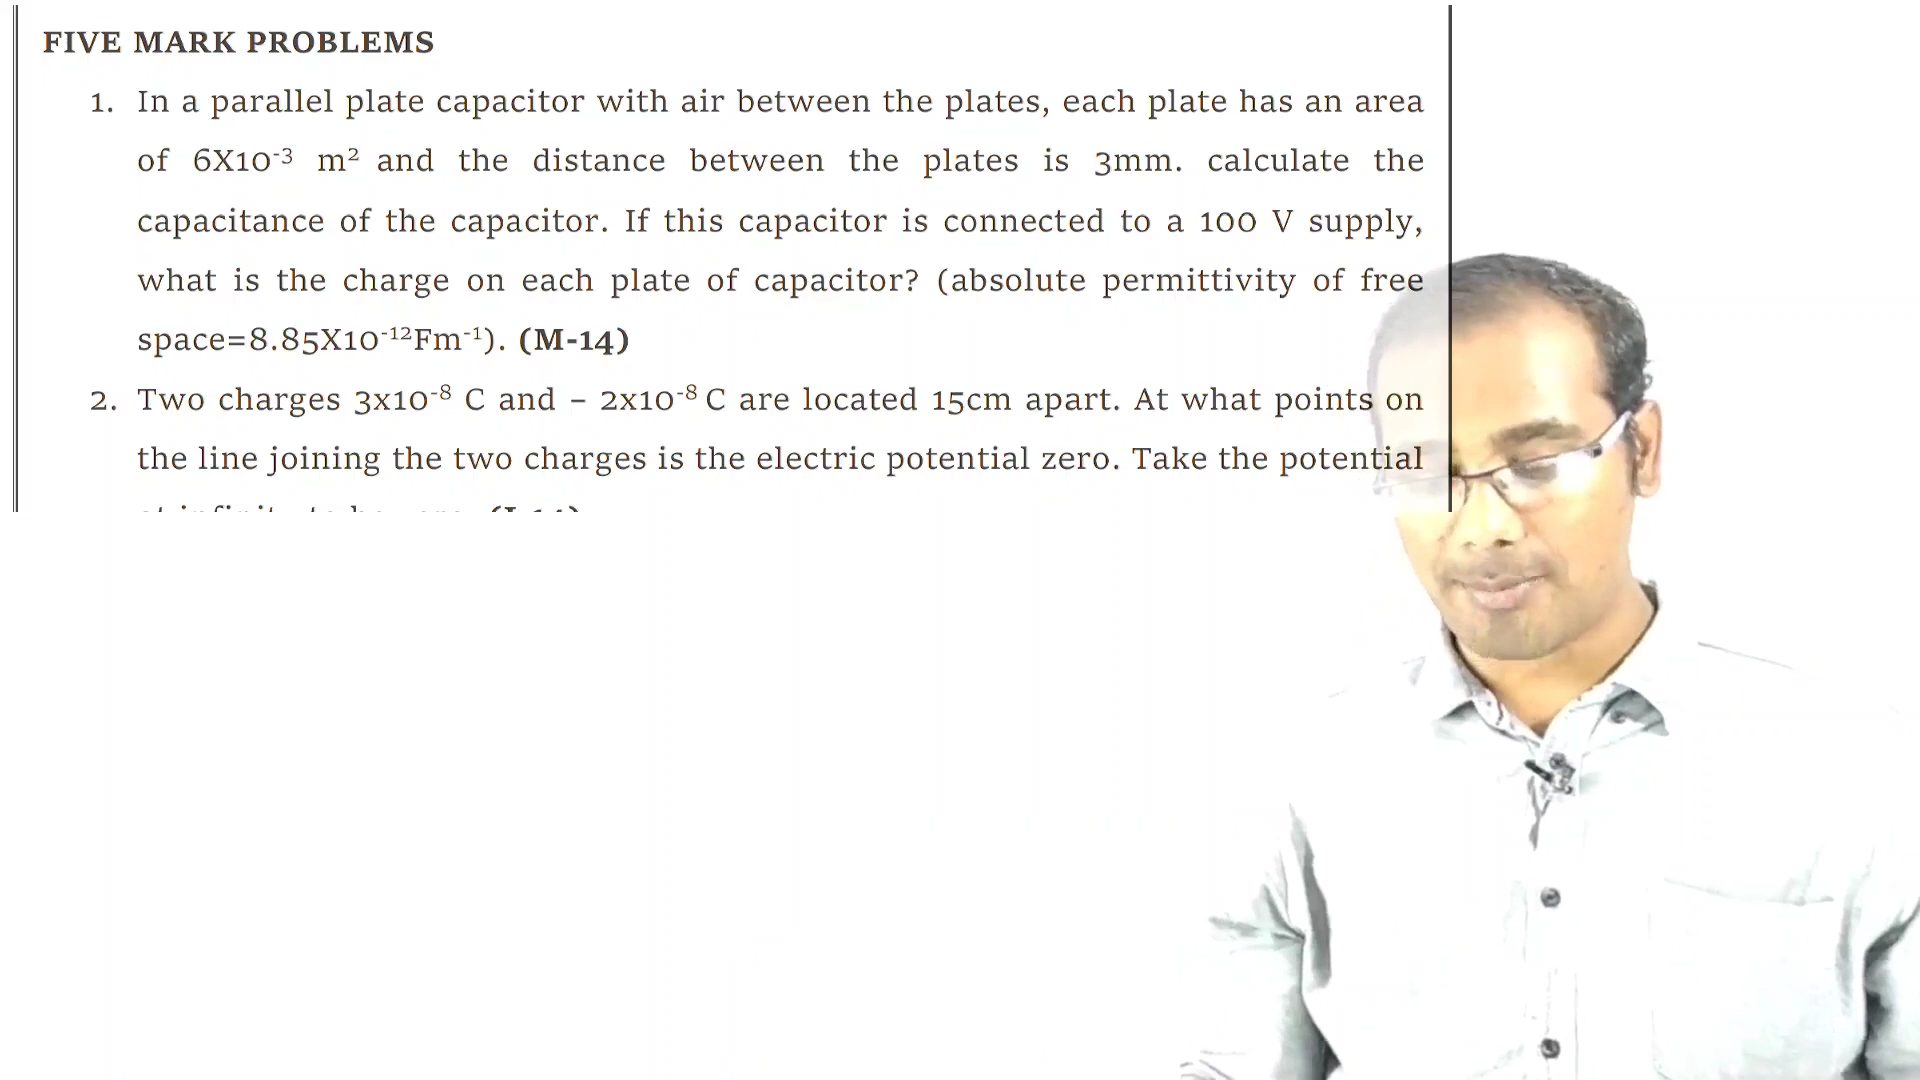 FIVE MARK PROBLEMS
1. In a parallel plate capacitor with air between the plates, each plate has an area
of 6X10⁻³ m² and the distance between the plates is 3mm. calculate the
capacitance of the capacitor. If this capacitor is connected to a 100 V supply,
what is the charge on each plate of capacitor? (absolute permittivity of free
space=8.85X10⁻¹²Fm⁻¹). (M-14)
2. Two charges 3x10⁻⁸ C and – 2x10⁻⁸ C are located 15cm apart. At what points on
the line joining the two charges is the electric potential zero. Take the potential